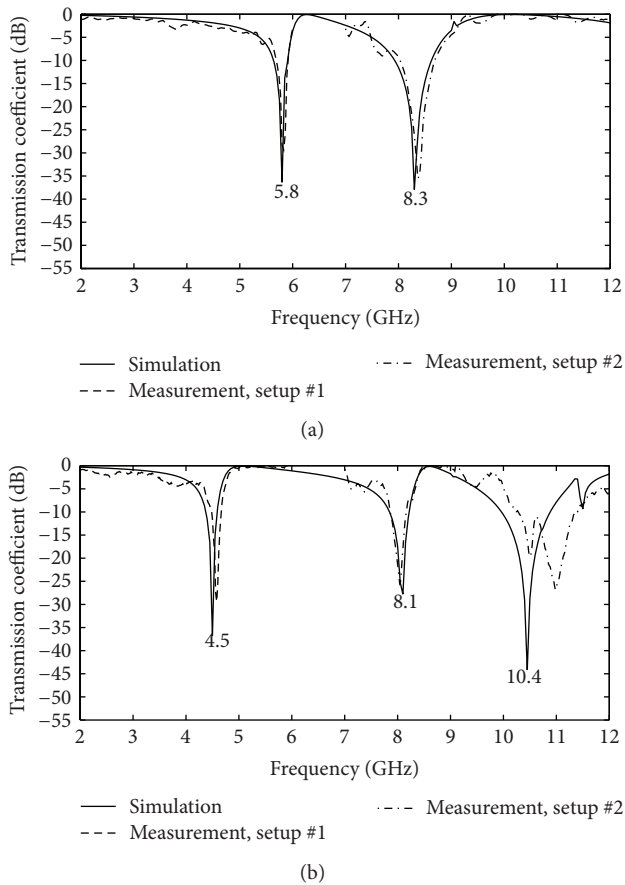 0
−5
−10
−15
−20
−25
−30
−35
−40
−45
−50
−55
Transmission coefficient (dB)
5.8
8.3
2 3 4 5 6 7 8 9 10 11 12
Frequency (GHz)
Simulation
Measurement, setup #1
Measurement, setup #2
(a)
0
−5
−10
−15
−20
−25
−30
−35
−40
−45
−50
−55
Transmission coefficient (dB)
4.5
8.1
10.4
2 3 4 5 6 7 8 9 10 11 12
Frequency (GHz)
Simulation
Measurement, setup #1
Measurement, setup #2
(b)